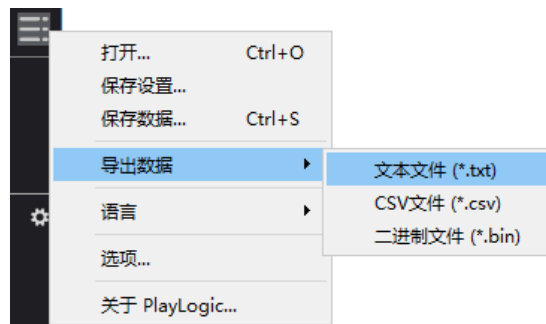 打开... Ctrl+O
保存设置...
保存数据... Ctrl+S
导出数据
文本文件 (*.txt)
CSV文件 (*.csv)
二进制文件 (*.bin)
语言
选项...
关于 PlayLogic...